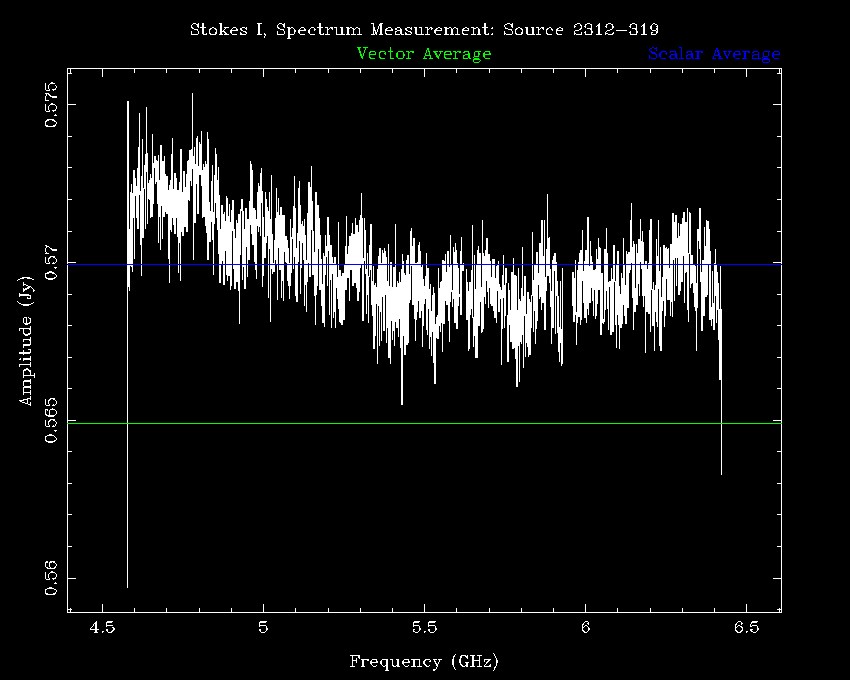 Stokes I, Spectrum Measurement: Source 2312−319
Vector Average Scalar Average
0.575
0.57
0.565
0.56
Amplitude (Jy)
4.5 5 5.5 6 6.5
Frequency (GHz)